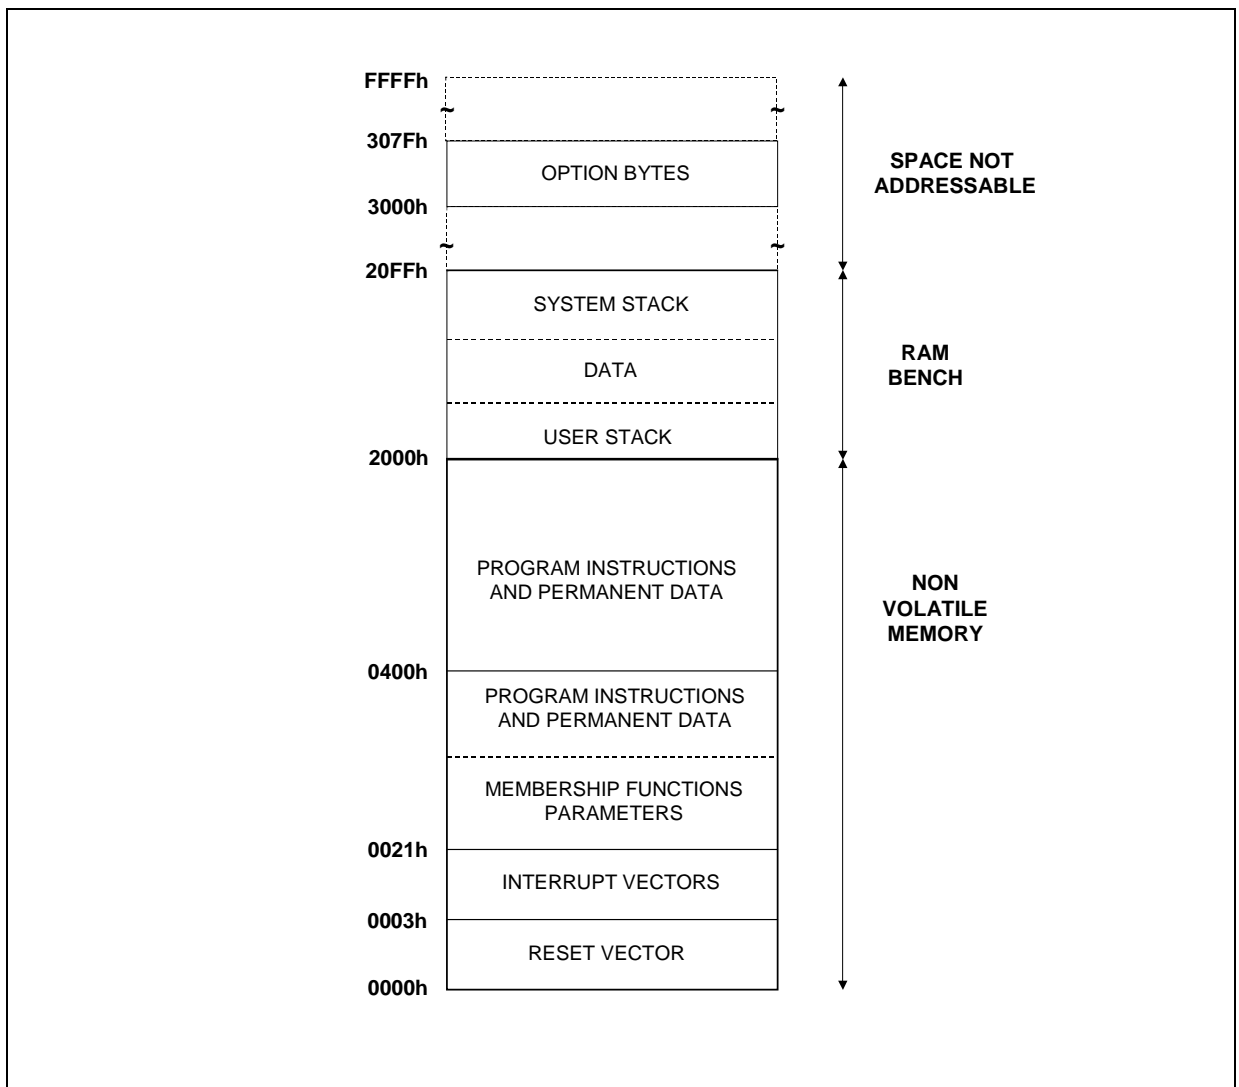 FFFFh
307Fh
OPTION BYTES
SPACE NOT
ADDRESSABLE
3000h
20FFh
SYSTEM STACK
DATA
RAM
BENCH
USER STACK
2000h
PROGRAM INSTRUCTIONS
AND PERMANENT DATA
NON
VOLATILE
MEMORY
0400h
PROGRAM INSTRUCTIONS
AND PERMANENT DATA
MEMBERSHIP FUNCTIONS
PARAMETERS
0021h
INTERRUPT VECTORS
0003h
RESET VECTOR
0000h